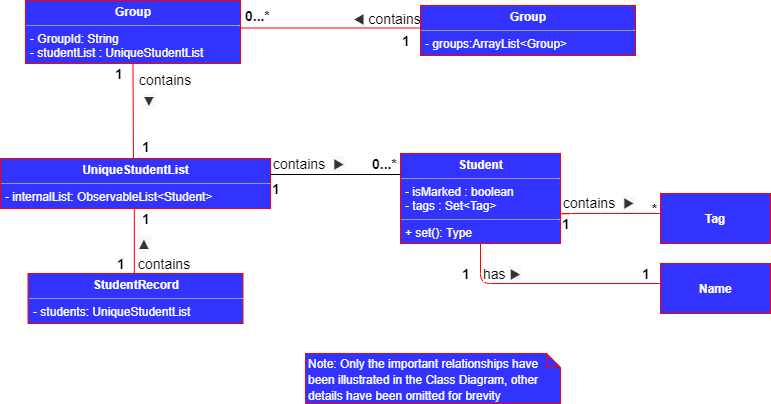 Group
- GroupId: String
- studentList : UniqueStudentList
0...*
◀ contains
1
Group
- groups:ArrayList<Group>
1
contains
▼
1
UniqueStudentList
- internalList: ObservableList<Student>
contains ▶
1
0...*
Student
- isMarked : boolean
- tags : Set<Tag>
+ set(): Type
contains ▶
1
*
Tag
1
has ▶
1
Name
1
▲
1
contains
StudentRecord
- students: UniqueStudentList
Note: Only the important relationships have
been illustrated in the Class Diagram, other
details have been omitted for brevity